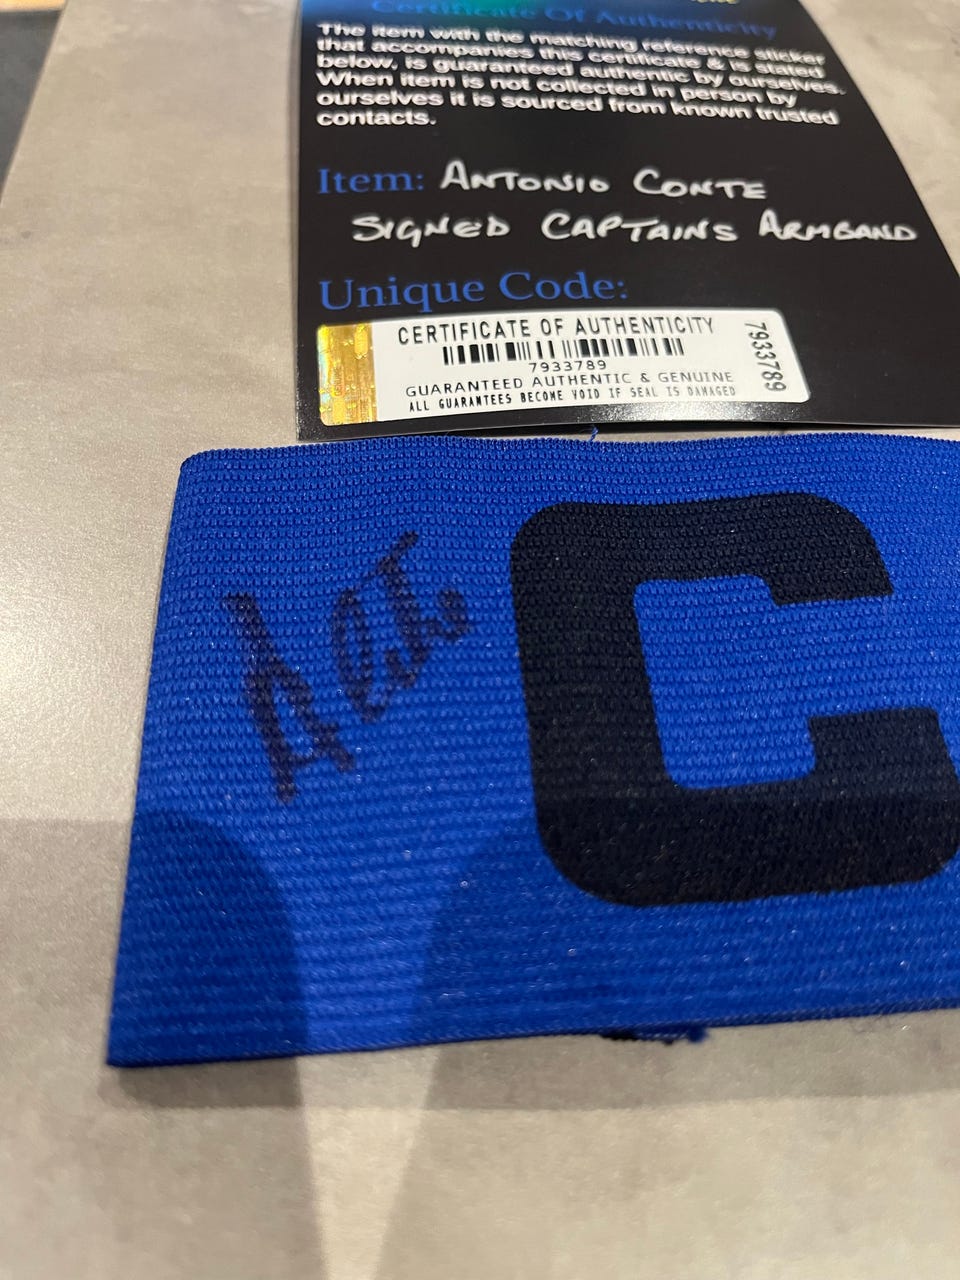 Certificate Of Authenticity
The item with the matching reference sticker
that accompanies this certificate & is stated
below, is guaranteed authentic by ourselves.
When item is not collected in person by
ourselves it is sourced from known trusted
contacts.
Item: ANTONIO CONTE
SIGNED CAPTAINS ARMBAND
Unique Code:
CERTIFICATE OF AUTHENTICITY
7933789
GUARANTEED AUTHENTIC & GENUINE
ALL GUARANTEES BECOME VOID IF SEAL IS DAMAGED
7933789
C